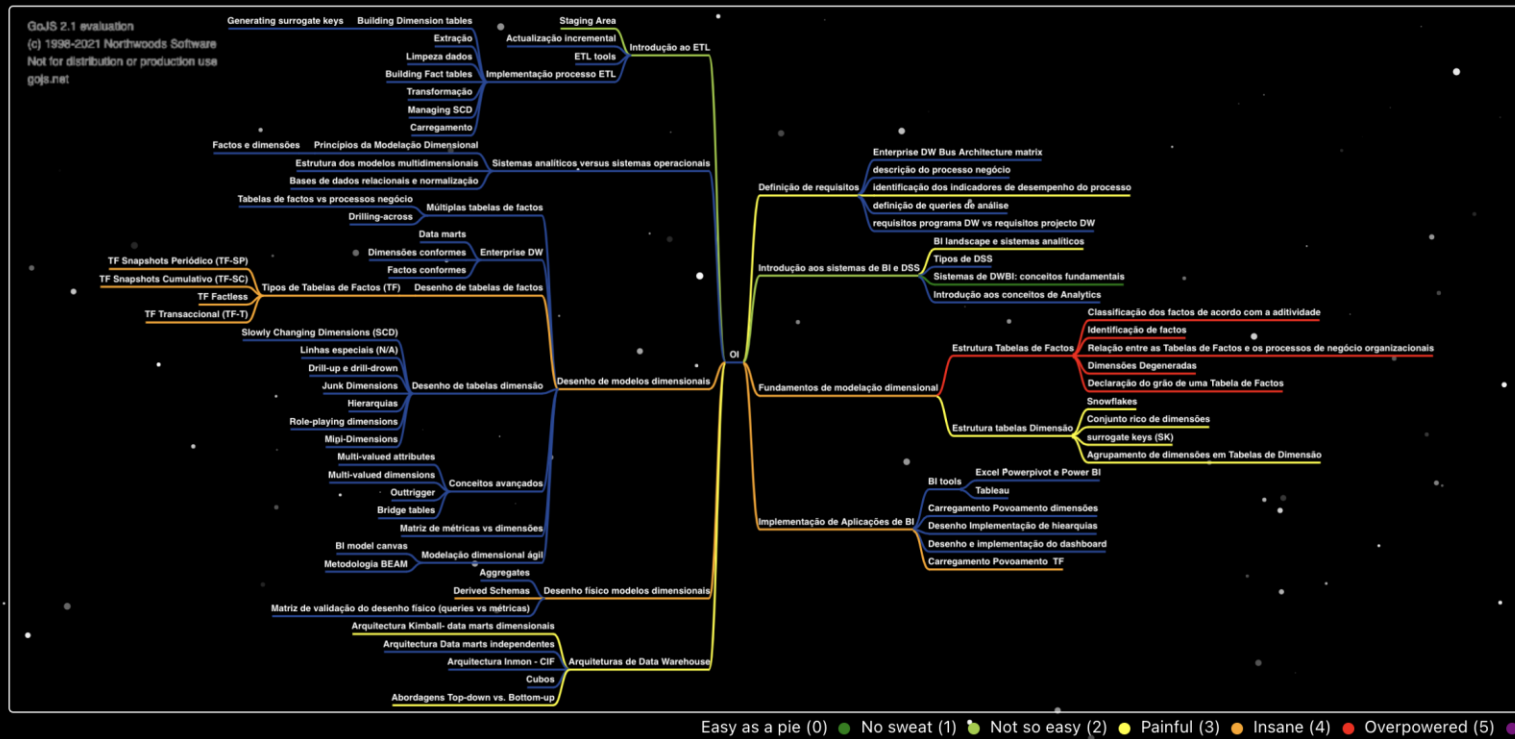 GoJS 2.1 evaluation
(c) 1998-2021 Northwoods Software
Not for distribution or production use
gojs.net
Generating surrogate keys
Building Dimension tables
Extração
Limpeza dados
Building Fact tables
Transformação
Managing SCD
Carregamento
Staging Area
Actualização incremental
ETL tools
Implementação processo ETL
Introdução ao ETL
Factos e dimensões
Princípios da Modelação Dimensional
Estrutura dos modelos multidimensionais
Bases de dados relacionais e normalização
Sistemas analíticos versus sistemas operacionais
Tabelas de factos vs processos negócio
Drilling-across
Múltiplas tabelas de factos
Data marts
Dimensões conformes
Factos conformes
Enterprise DW
TF Snapshots Periódico (TF-SP)
TF Snapshots Cumulativo (TF-SC)
TF Factless
TF Transaccional (TF-T)
Tipos de Tabelas de Factos (TF)
Desenho de tabelas de factos
Slowly Changing Dimensions (SCD)
Linhas especiais (N/A)
Drill-up e drill-drown
Junk Dimensions
Hierarquias
Role-playing dimensions
Mipi-Dimensions
Desenho de tabelas dimensão
Desenho de modelos dimensionais
Multi-valued attributes
Multi-valued dimensions
Outtrigger
Bridge tables
Conceitos avançados
Matriz de métricas vs dimensões
BI model canvas
Metodologia BEAM
Modelação dimensional ágil
Aggregates
Derived Schemas
Matriz de validação do desenho físico (queries vs métricas)
Desenho físico modelos dimensionais
Arquitectura Kimball- data marts dimensionais
Arquitectura Data marts independentes
Arquitectura Inmon - CIF
Cubos
Abordagens Top-down vs. Bottom-up
Arquiteturas de Data Warehouse
OI
Definição de requisitos
Enterprise DW Bus Architecture matrix
descrição do processo negócio
identificação dos indicadores de desempenho do processo
definição de queries de análise
requisitos programa DW vs requisitos projecto DW
Introdução aos sistemas de BI e DSS
BI landscape e sistemas analíticos
Tipos de DSS
Sistemas de DWBI: conceitos fundamentais
Introdução aos conceitos de Analytics
Fundamentos de modelação dimensional
Estrutura Tabelas de Factos
Classificação dos factos de acordo com a aditividade
Identificação de factos
Relação entre as Tabelas de Factos e os processos de negócio organizacionais
Dimensões Degeneradas
Declaração do grão de uma Tabela de Factos
Estrutura tabelas Dimensão
Snowflakes
Conjunto rico de dimensões
surrogate keys (SK)
Agrupamento de dimensões em Tabelas de Dimensão
Implementação de Aplicações de BI
BI tools
Excel Powerpivot e Power BI
Tableau
Carregamento Povoamento dimensões
Desenho Implementação de hiearquias
Desenho e implementação do dashboard
Carregamento Povoamento TF
Easy as a pie (0) No sweat (1) Not so easy (2) Painful (3) Insane (4) Overpowered (5)